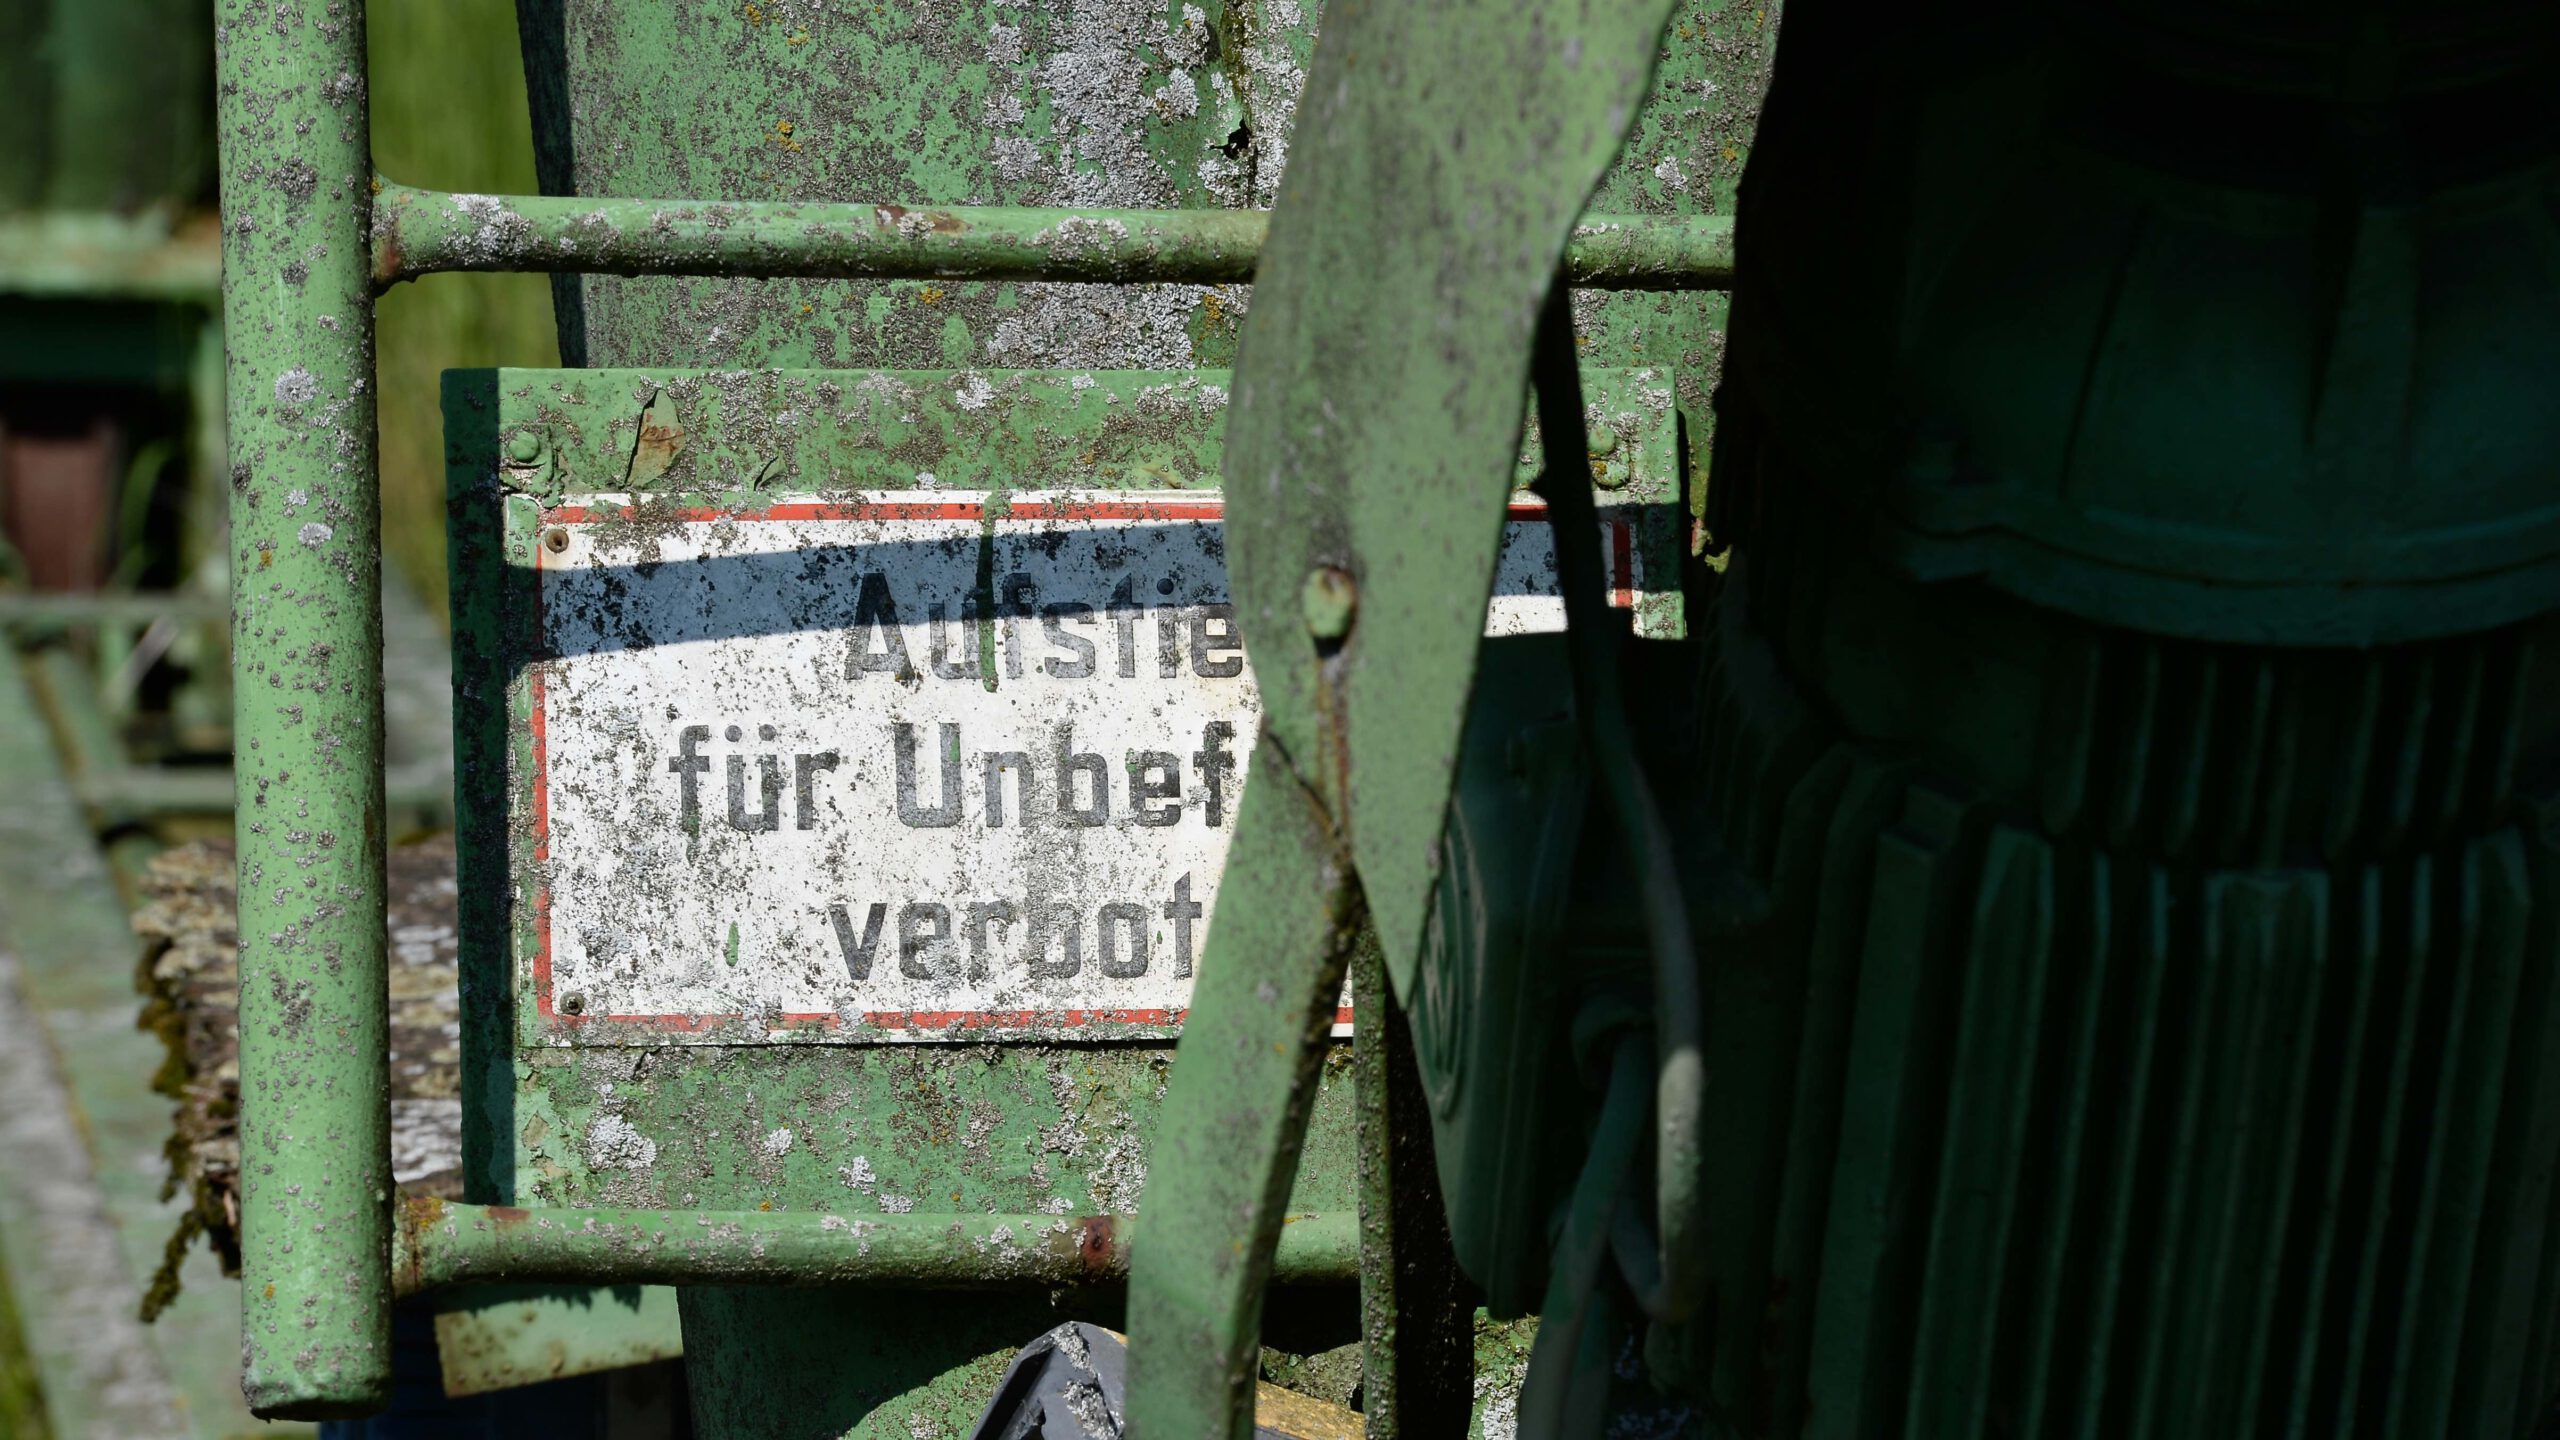 Aufstie
für Unbef
verbot